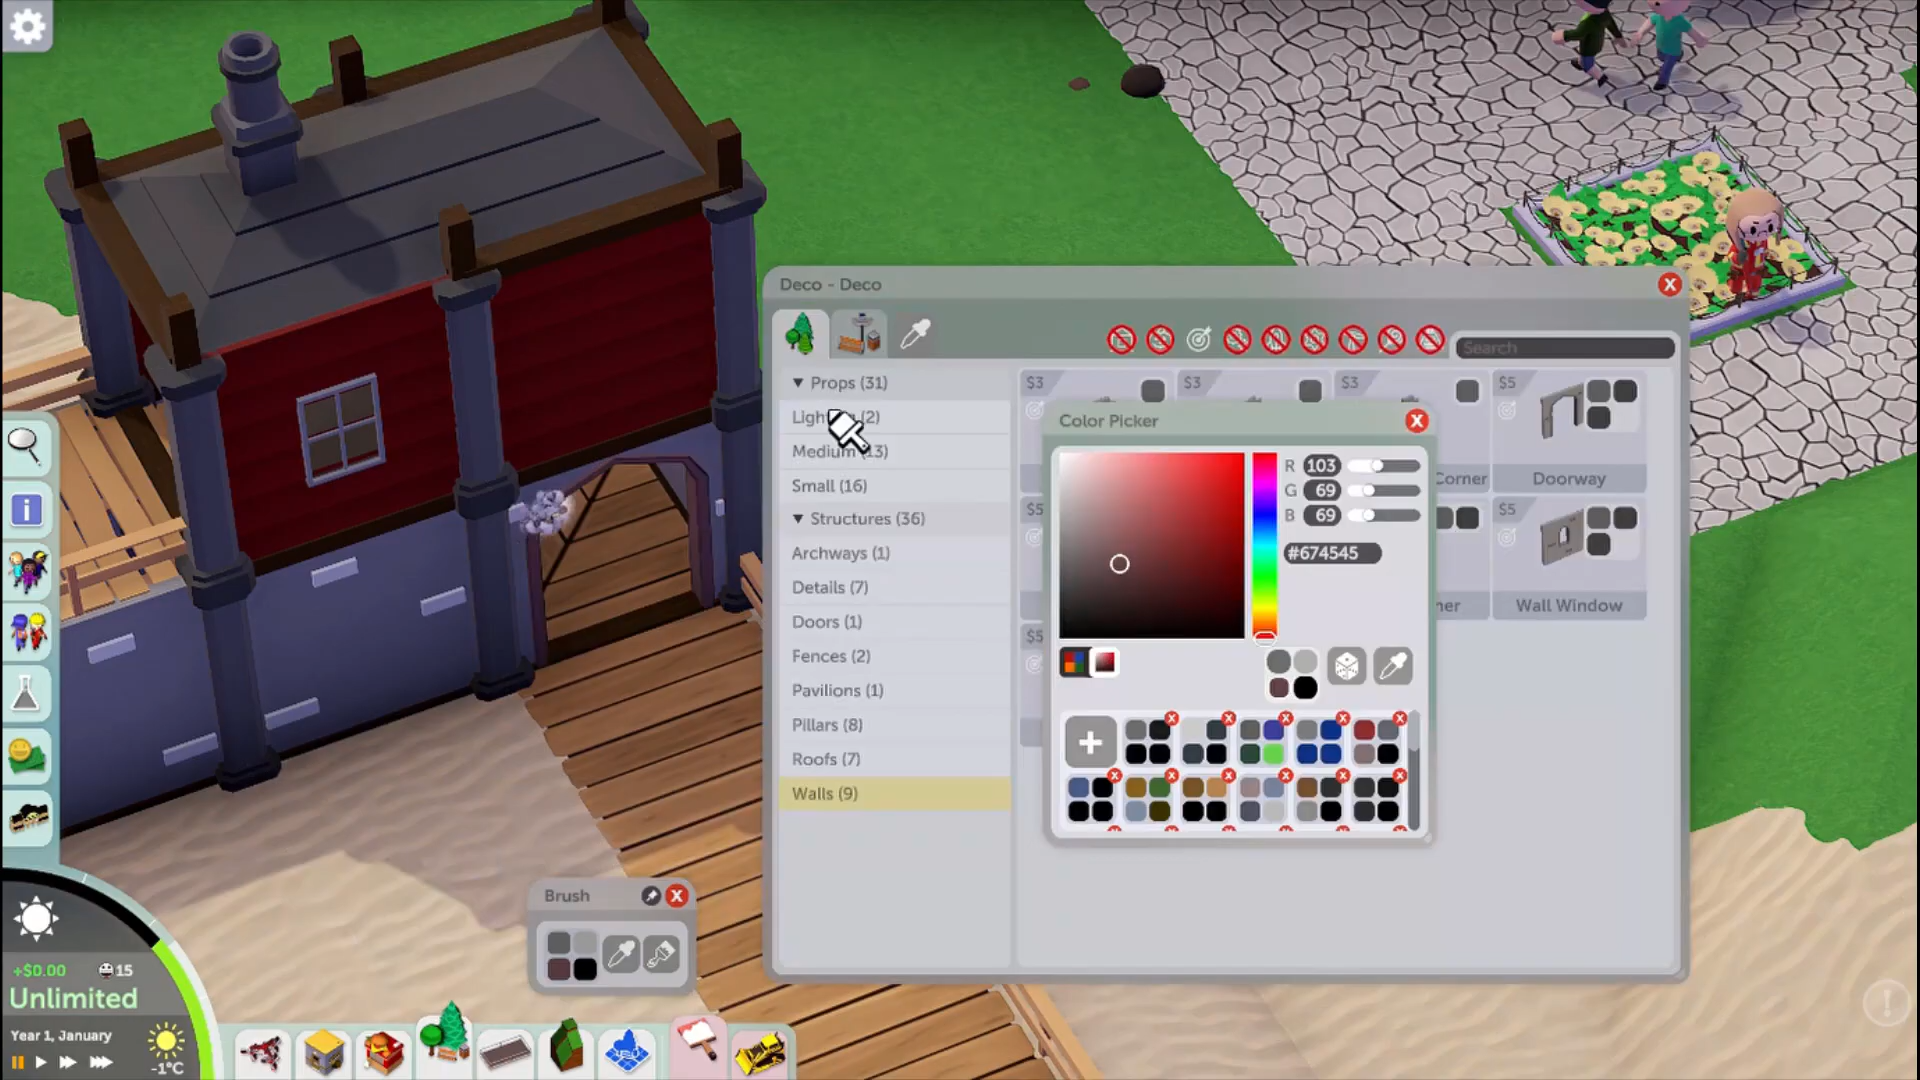 Deco - Deco
Search
Props (31)
(2)
Medium (13)
Small (16)
Structures (36)
Archways (1)
Details (7)
Doors (1)
Fences (2)
Pavilions (1)
Pillars (8)
Roofs (7)
Walls (9)
$3
$3
$3
$5
Corner
Doorway
$5
$5
Wall Window
$5
Color Picker
R 103
G 69
B 69
#674545
Brush
+$0.00
15
Unlimited
Year 1, January
-1°C